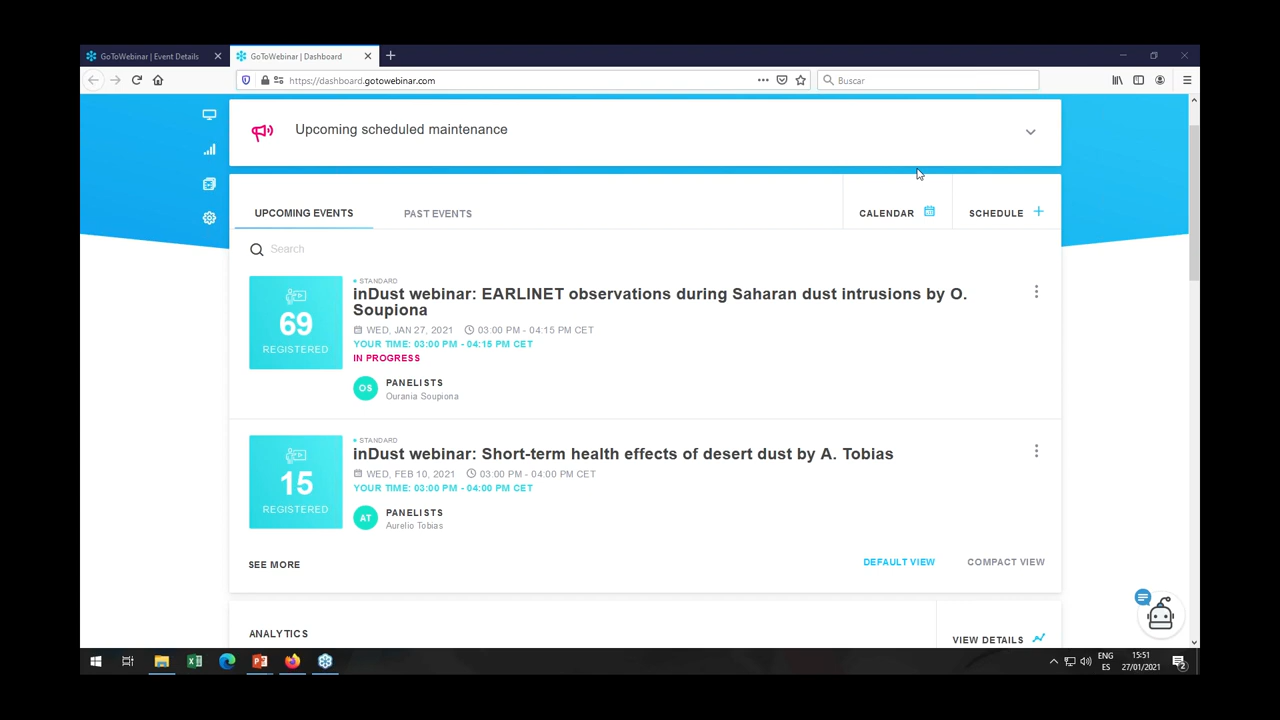 GoToWebinar | Event Details
GoToWebinar | Dashboard
https://dashboard.gotowebinar.com
Buscar
Upcoming scheduled maintenance
UPCOMING EVENTS
PAST EVENTS
CALENDAR
SCHEDULE
Search
STANDARD
69
REGISTERED
inDust webinar: EARLINET observations during Saharan dust intrusions by O.
Soupiona
WED, JAN 27, 2021 03:00 PM - 04:15 PM CET
YOUR TIME: 03:00 PM - 04:15 PM CET
IN PROGRESS
OS
PANELISTS
Ourania Soupiona
STANDARD
15
REGISTERED
inDust webinar: Short-term health effects of desert dust by A. Tobias
WED, FEB 10, 2021 03:00 PM - 04:00 PM CET
YOUR TIME: 03:00 PM - 04:00 PM CET
AT
PANELISTS
Aurelio Tobias
SEE MORE
DEFAULT VIEW
COMPACT VIEW
ANALYTICS
VIEW DETAILS
ENG
ES
15:51
27/01/2021
2